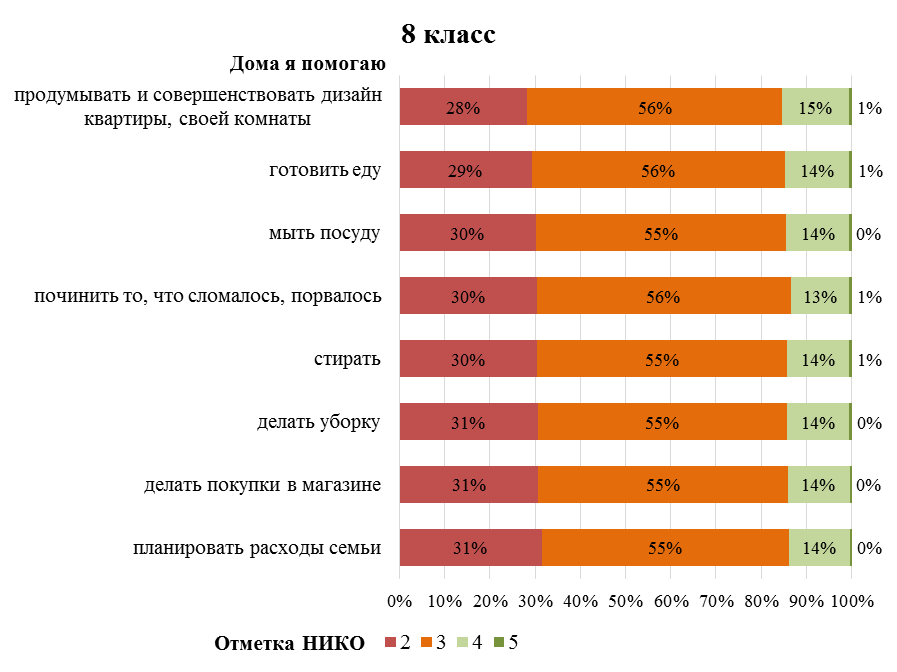 8 класс
Дома я помогаю
продумывать и совершенствовать дизайн
квартиры, своей комнаты
28% 56% 15% 1%
готовить еду 29% 56% 14% 1%
мыть посуду 30% 55% 14% 0%
починить то, что сломалось, порвалось 30% 56% 13% 1%
стирать 30% 55% 14% 1%
делать уборку 31% 55% 14% 0%
делать покупки в магазине 31% 55% 14% 0%
планировать расходы семьи 31% 55% 14% 0%
0% 10% 20% 30% 40% 50% 60% 70% 80% 90% 100%
Отметка НИКО 2 3 4 5